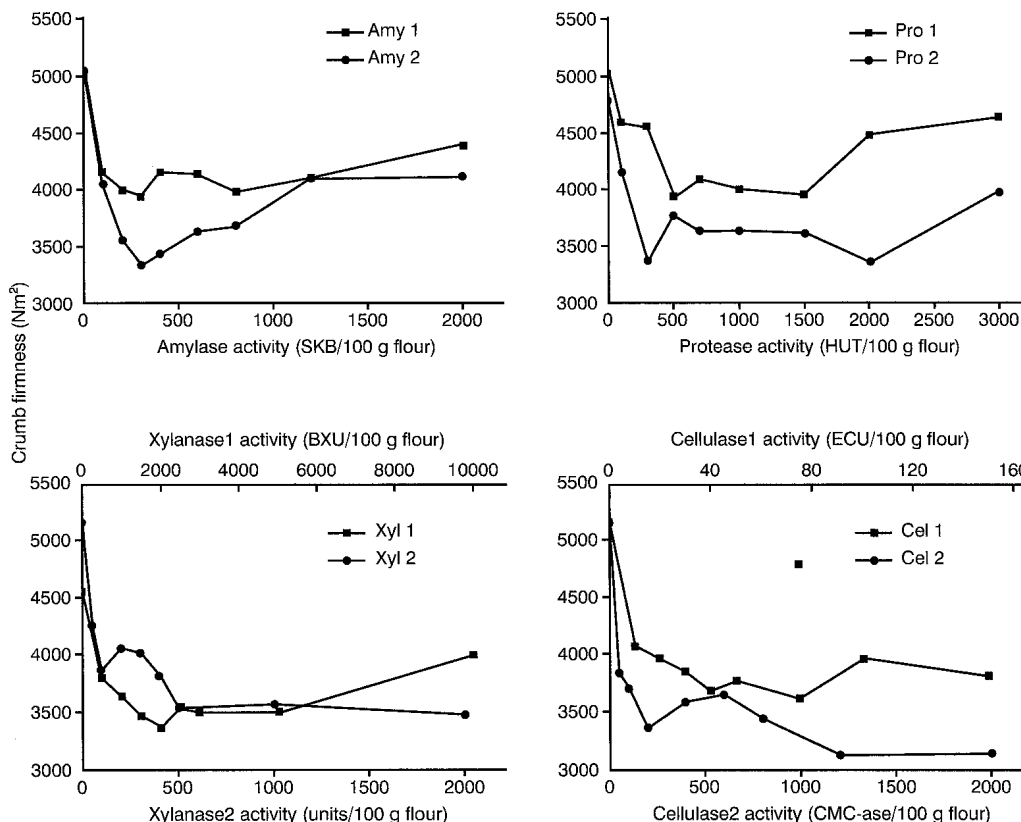 Crumb firmness (Nm²)
5500
5000
4500
4000
3500
3000
Amy 1
Amy 2
0 500 1000 1500 2000
Amylase activity (SKB/100 g flour)
5500
5000
4500
4000
3500
3000
Pro 1
Pro 2
0 500 1000 1500 2000 2500 3000
Protease activity (HUT/100 g flour)
Xylanase1 activity (BXU/100 g flour)
0 2000 4000 6000 8000 10000
5500
5000
4500
4000
3500
3000
Xyl 1
Xyl 2
0 500 1000 1500 2000
Xylanase2 activity (units/100 g flour)
Cellulase1 activity (ECU/100 g flour)
0 40 80 120 160
5500
5000
4500
4000
3500
3000
Cel 1
Cel 2
0 500 1000 1500 2000
Cellulase2 activity (CMC-ase/100 g flour)